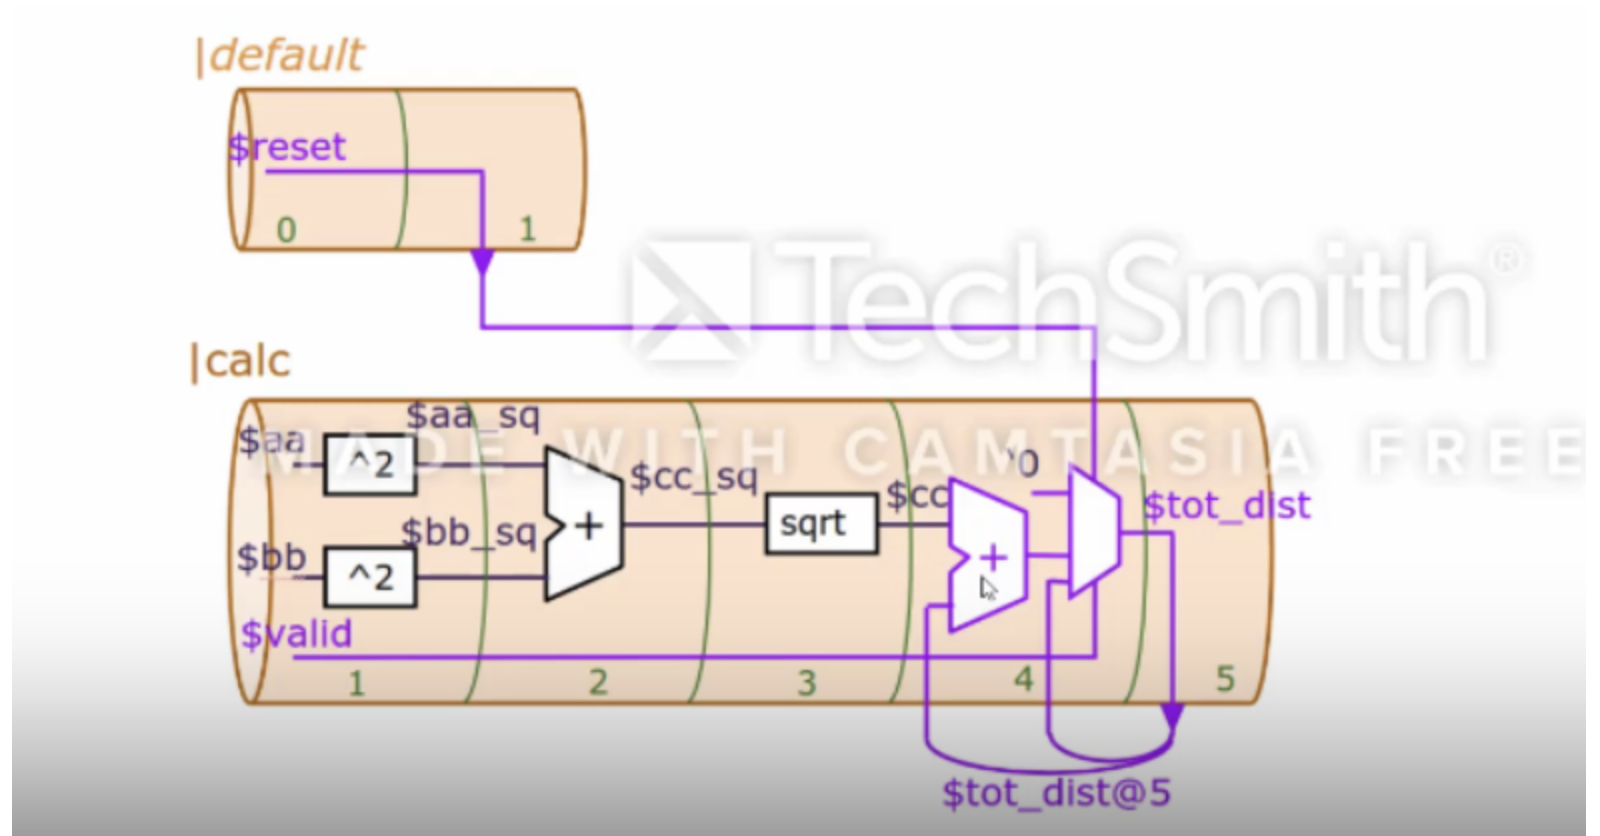 |default
$reset
0 1
TechSmith®
|calc
MADE WITH CAMTASIA FREE
$aa ^2 $aa_sq
$bb ^2 $bb_sq
+
$cc_sq
sqrt
$cc
+
'0
$tot_dist
$valid
1 2 3 4 5
$tot_dist@5